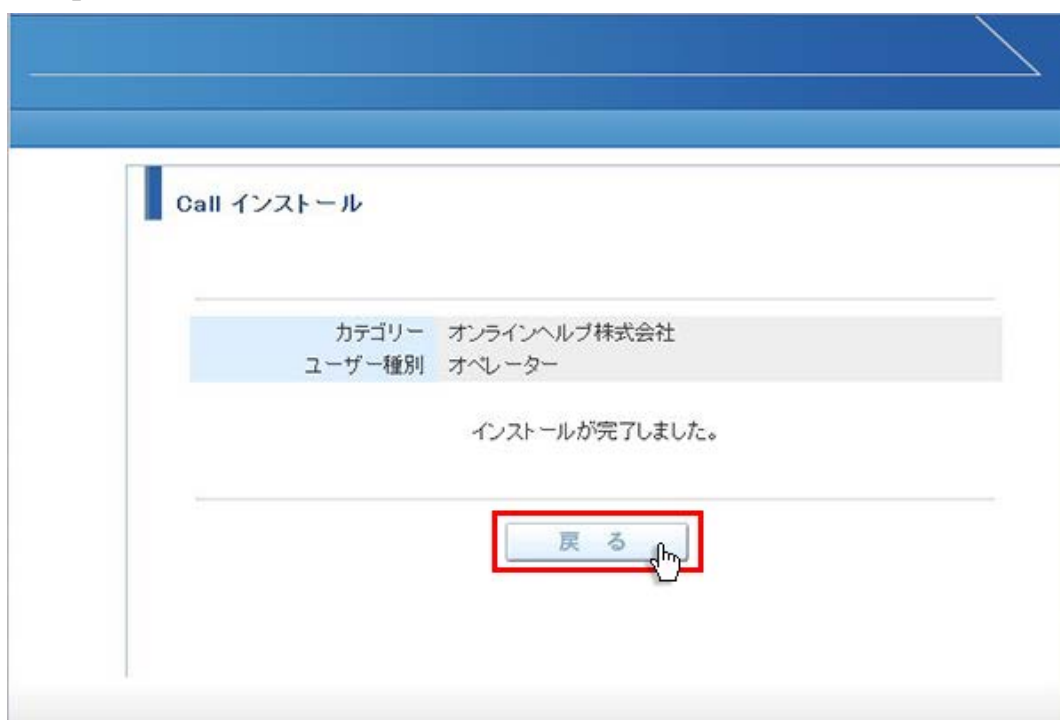 Call インストール
カテゴリー オンラインヘルプ株式会社
ユーザー種別 オペレーター
インストールが完了しました。
戻 る